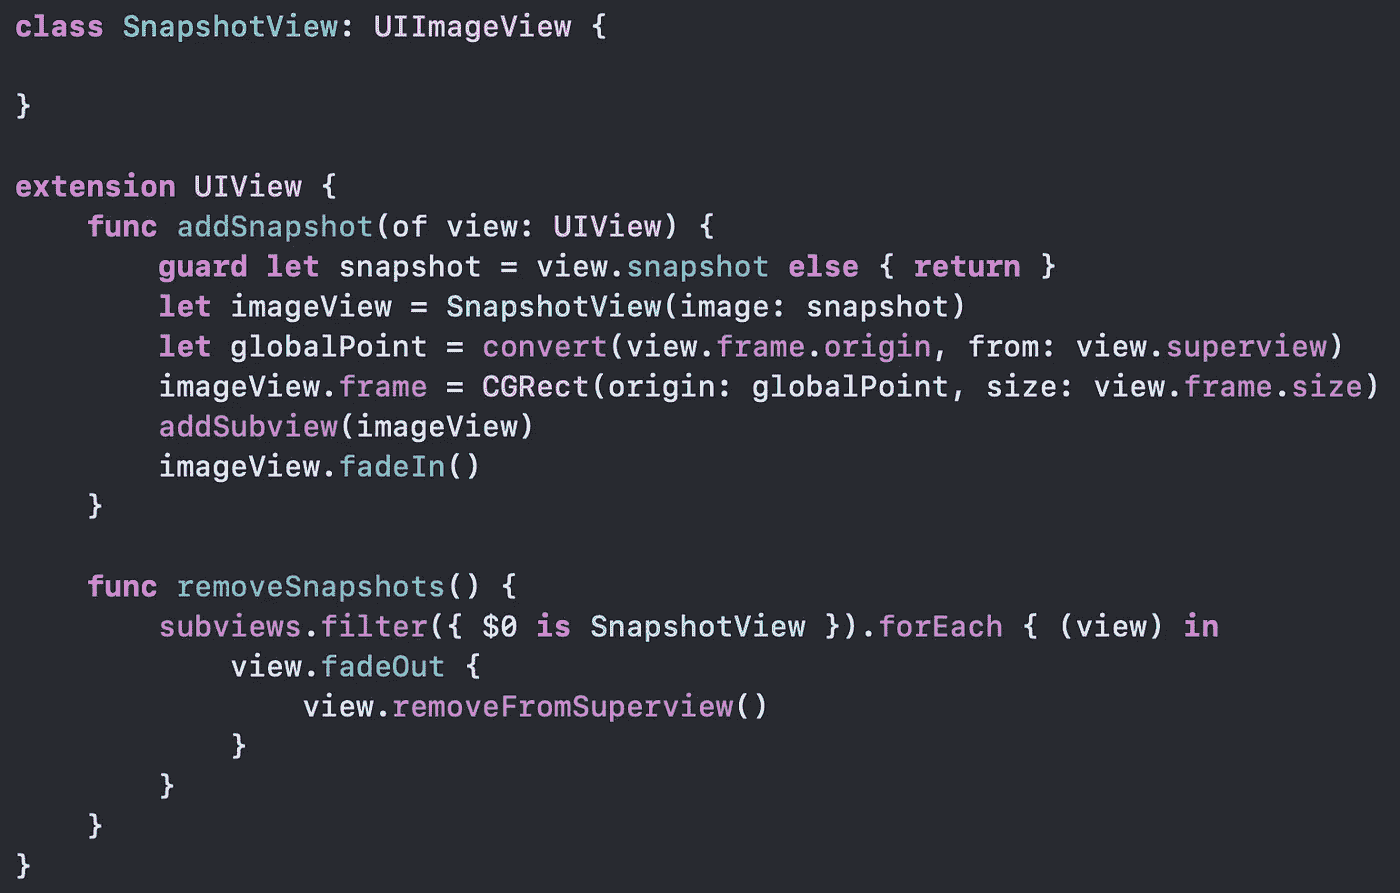 class SnapshotView: UIImageView {

}

extension UIView {
    func addSnapshot(of view: UIView) {
        guard let snapshot = view.snapshot else { return }
        let imageView = SnapshotView(image: snapshot)
        let globalPoint = convert(view.frame.origin, from: view.superview)
        imageView.frame = CGRect(origin: globalPoint, size: view.frame.size)
        addSubview(imageView)
        imageView.fadeIn()
    }

    func removeSnapshots() {
        subviews.filter({ $0 is SnapshotView }).forEach { (view) in
            view.fadeOut {
                view.removeFromSuperview()
            }
        }
    }
}